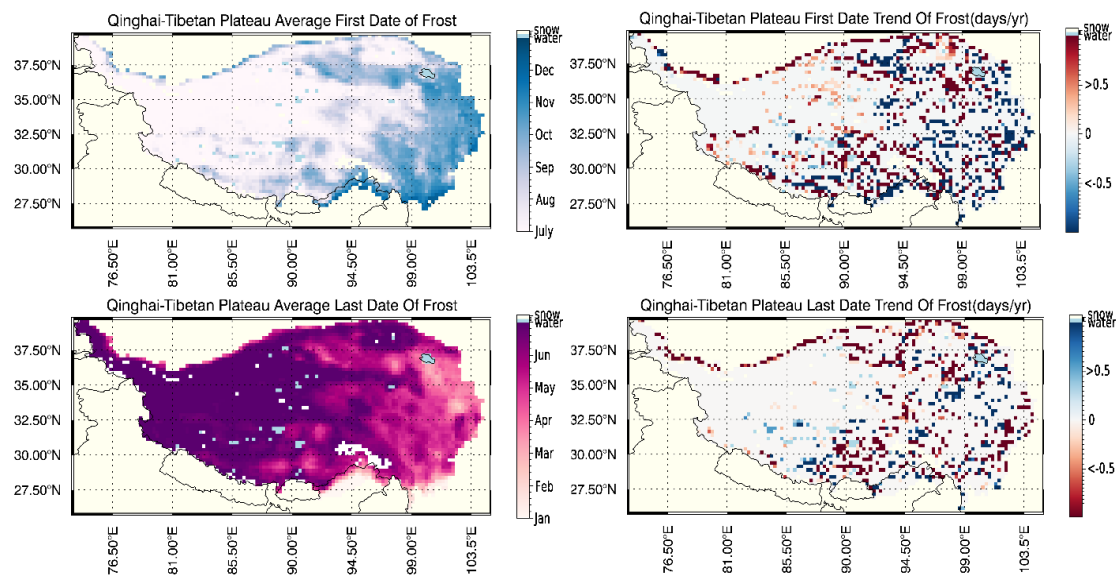 Qinghai-Tibetan Plateau Average First Date of Frost
37.50°N
35.00°N
32.50°N
30.00°N
27.50°N
76.50°E
81.00°E
85.50°E
90.00°E
94.50°E
99.00°E
103.5°E
snow
water
Dec
Nov
Oct
Sep
Aug
July
Qinghai-Tibetan Plateau First Date Trend Of Frost(days/yr)
37.50°N
35.00°N
32.50°N
30.00°N
27.50°N
76.50°E
81.00°E
85.50°E
90.00°E
94.50°E
99.00°E
103.5°E
snow
water
>0.5
0
<-0.5
Qinghai-Tibetan Plateau Average Last Date Of Frost
37.50°N
35.00°N
32.50°N
30.00°N
27.50°N
76.50°E
81.00°E
85.50°E
90.00°E
94.50°E
99.00°E
103.5°E
snow
water
Jun
May
Apr
Mar
Feb
Jan
Qinghai-Tibetan Plateau Last Date Trend Of Frost(days/yr)
37.50°N
35.00°N
32.50°N
30.00°N
27.50°N
76.50°E
81.00°E
85.50°E
90.00°E
94.50°E
99.00°E
103.5°E
snow
water
>0.5
0
<-0.5